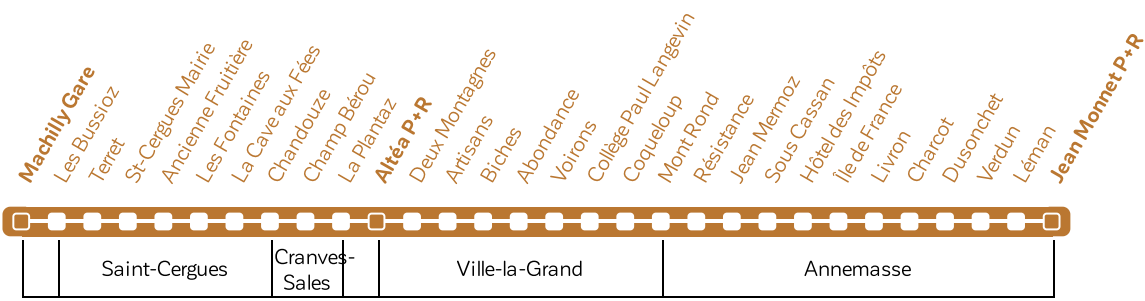 Machilly Gare
Les Bussioz
Terret
St-Cergues Mairie
Ancienne Fruitière
Les Fontaines
La Cave aux Fées
Chandouze
Champ Bérou
La Plantaz
Altéa P+R
Deux Montagnes
Artisans
Biches
Abondance
Voirons
Collège Paul Langevin
Coqueloup
Mont Rond
Résistance
Jean Mermoz
Sous Cassan
Hôtel des Impôts
Île de France
Livron
Charcot
Dusonchet
Verdun
Léman
Jean Monnet P+R
Saint-Cergues
Cranves-
Sales
Ville-la-Grand
Annemasse